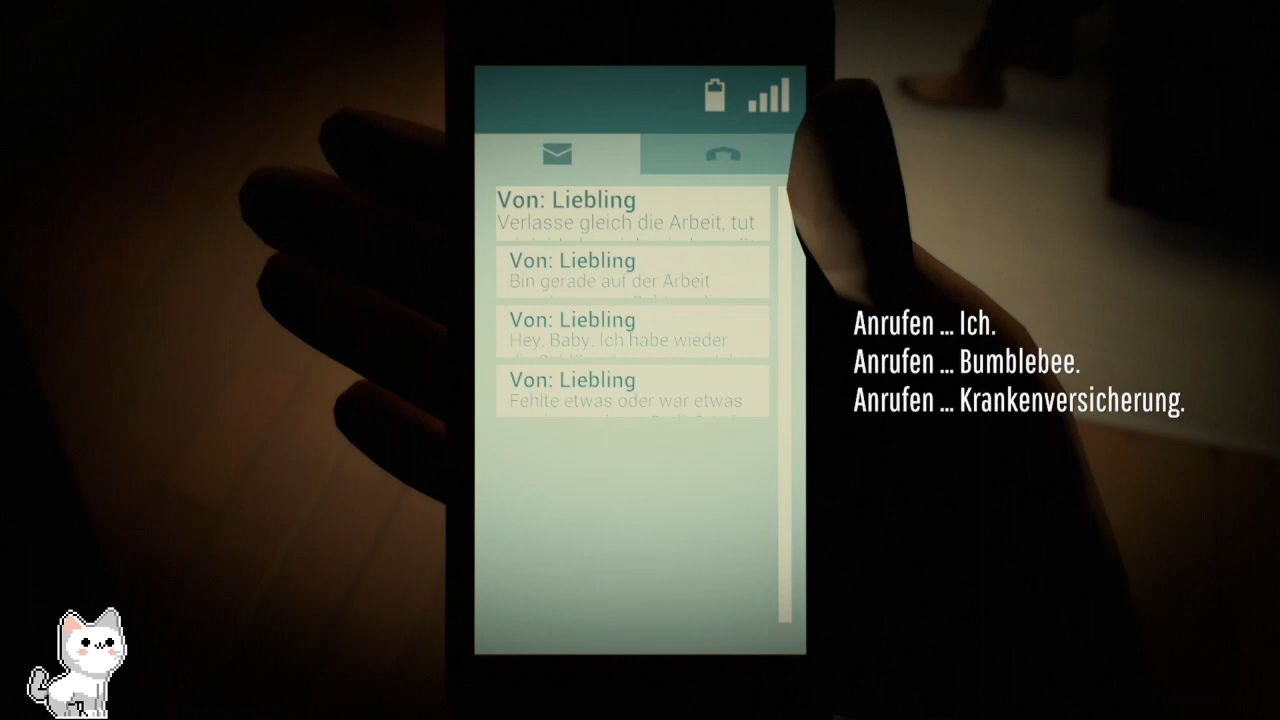 Von: Liebling
Verlasse gleich die Arbeit, tut
Von: Liebling
Bin gerade auf der Arbeit
Von: Liebling
Hey, Baby. Ich habe wieder
Von: Liebling
Fehlte etwas oder war etwas
Anrufen ... Ich.
Anrufen ... Bumblebee.
Anrufen ... Krankenversicherung.